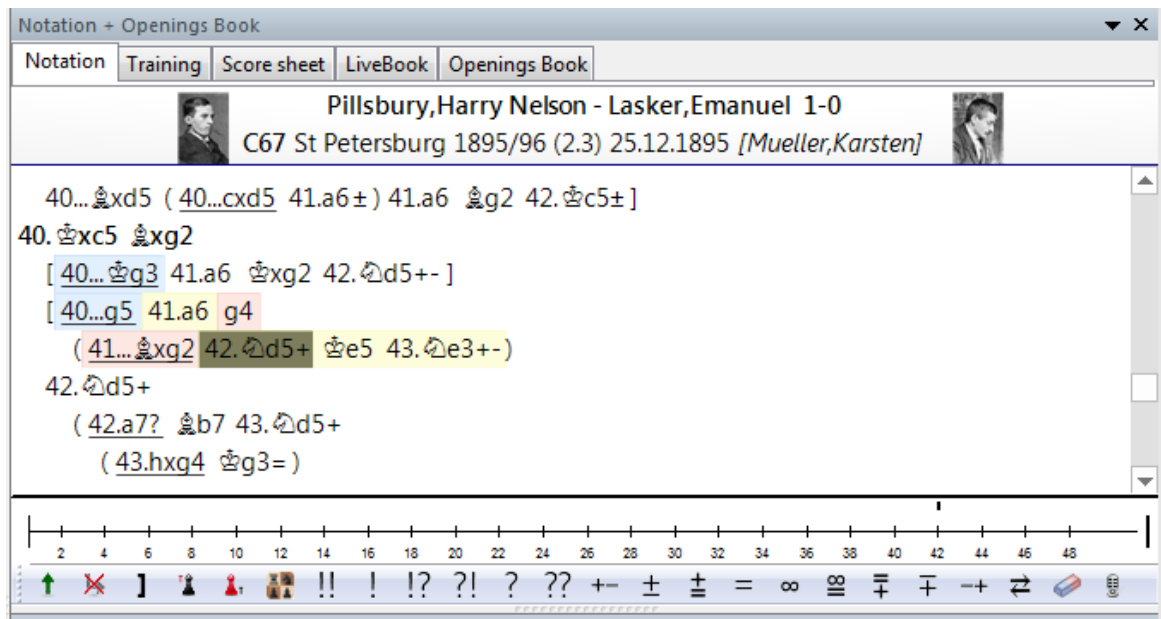 Notation + Openings Book
Notation Training Score sheet LiveBook Openings Book
Pillsbury,Harry Nelson - Lasker,Emanuel 1-0
C67 St Petersburg 1895/96 (2.3) 25.12.1895 [Mueller,Karsten]
40...♗xd5 ( 40...cxd5 41.a6± ) 41.a6 ♗g2 42.♔c5± ]
40.♔xc5 ♗xg2
[ 40...♔g3 41.a6 ♔xg2 42.♘d5+- ]
[ 40...g5 41.a6 g4
( 41...♗xg2 42.♘d5+ ♔e5 43.♘e3+-)
42.♘d5+
( 42.a7? ♗b7 43.♘d5+
( 43.hxg4 ♔g3= )
2 4 6 8 10 12 14 16 18 20 22 24 26 28 30 32 34 36 38 40 42 44 46 48
] !! ! !? ?! ? ?? +- ± ⩲ = ∞ =∞ ⩱ ∓ -+ ⇄